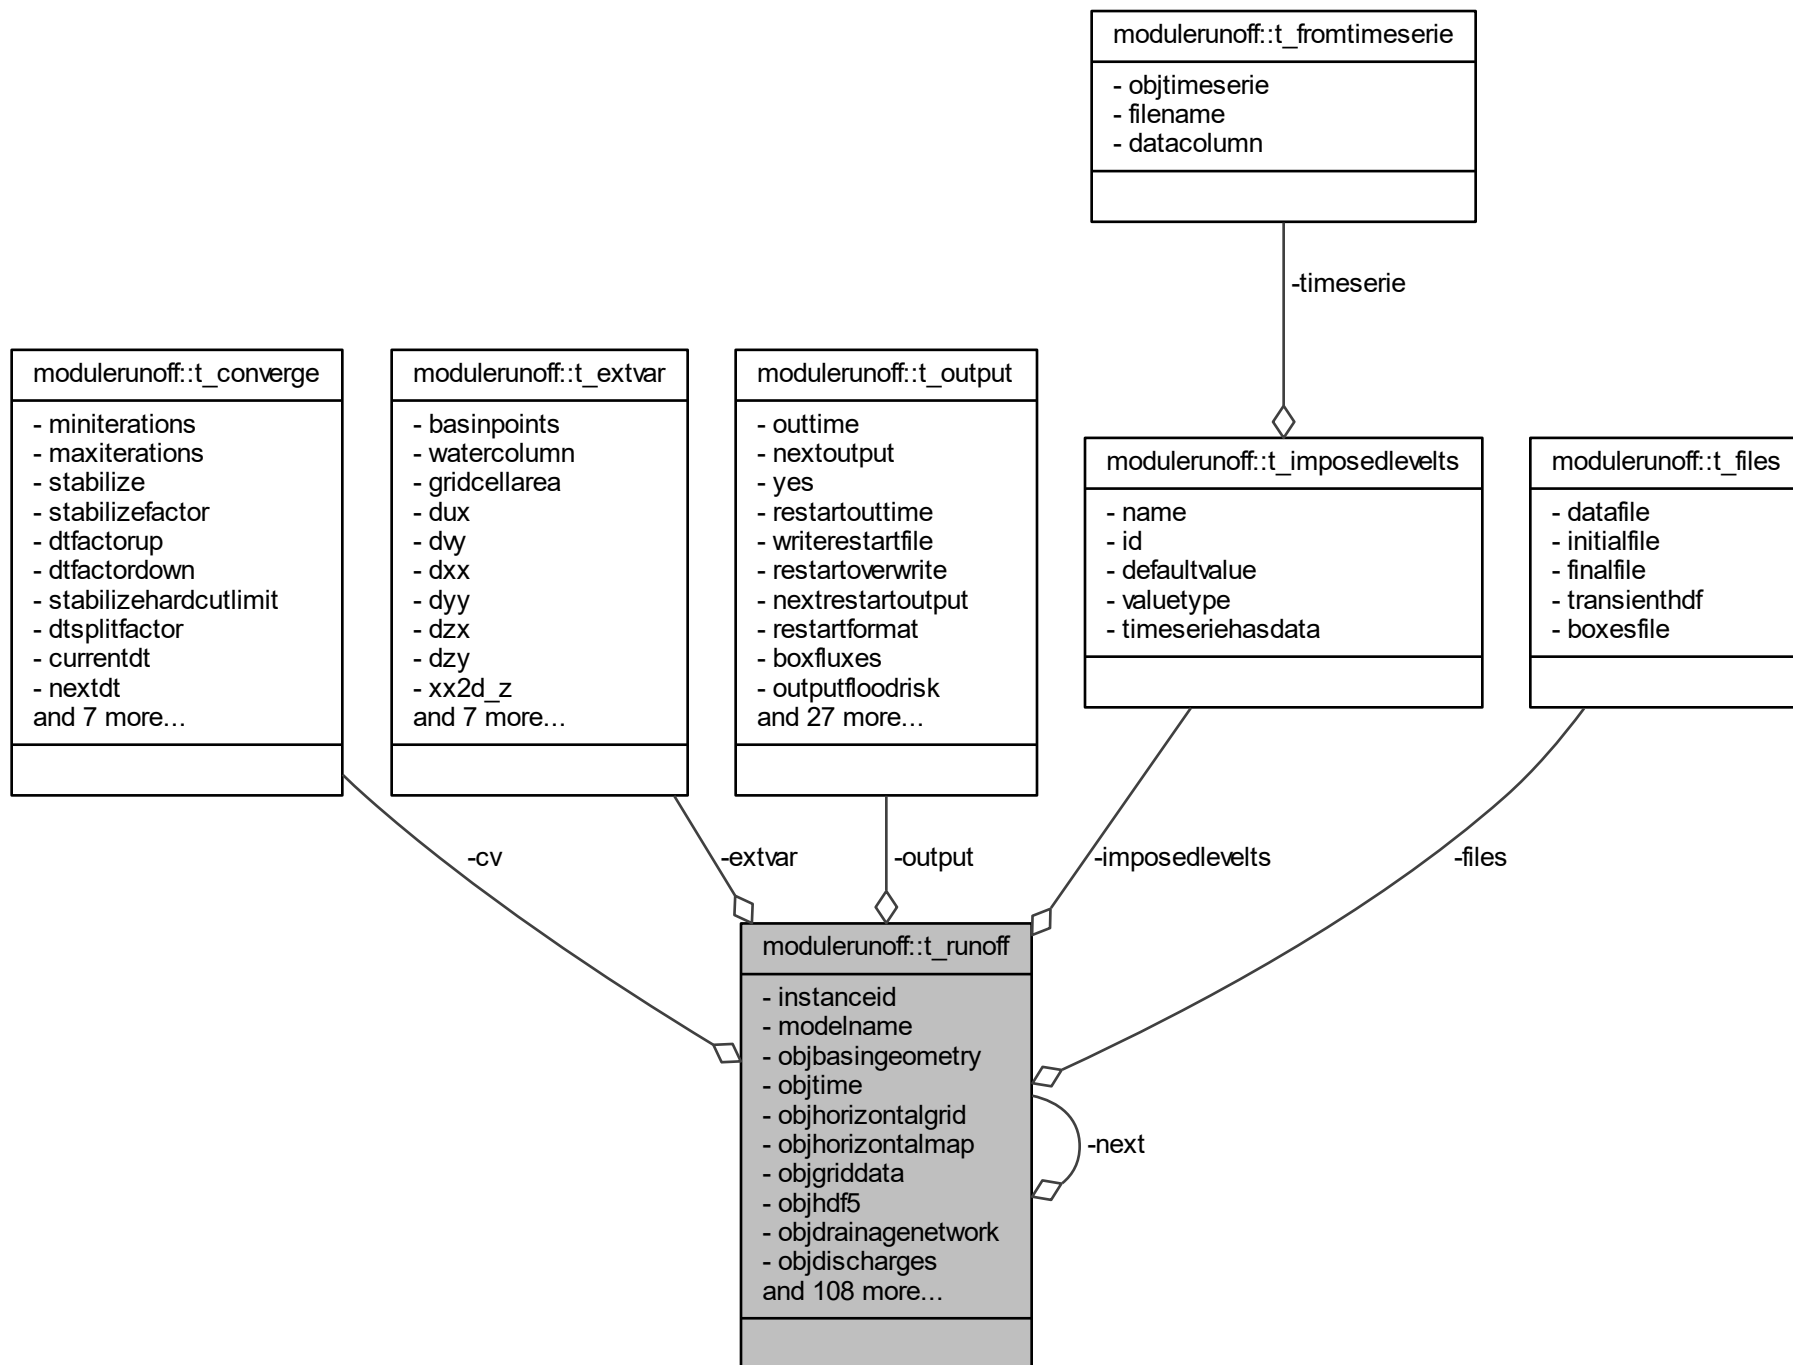 modulerunoff::t_fromtimeserie
- objtimeserie
- filename
- datacolumn
-timeserie
modulerunoff::t_converge
- miniterations
- maxiterations
- stabilize
- stabilizefactor
- dtfactorup
- dtfactordown
- stabilizehardcutlimit
- dtsplitfactor
- currentdt
- nextdt
and 7 more...
modulerunoff::t_extvar
- basinpoints
- watercolumn
- gridcellarea
- dux
- dvy
- dxx
- dyy
- dzx
- dzy
- xx2d_z
and 7 more...
modulerunoff::t_output
- outtime
- nextoutput
- yes
- restartouttime
- writerestartfile
- restartoverwrite
- nextrestartoutput
- restartformat
- boxfluxes
- outputfloodrisk
and 27 more...
modulerunoff::t_imposedlevelts
- name
- id
- defaultvalue
- valuetype
- timeseriehasdata
modulerunoff::t_files
- datafile
- initialfile
- finalfile
- transienthdf
- boxesfile
-cv
-extvar
-output
-imposedlevelts
-files
modulerunoff::t_runoff
- instanceid
- modelname
- objbasingeometry
- objtime
- objhorizontalgrid
- objhorizontalmap
- objgriddata
- objhdf5
- objdrainagenetwork
- objdischarges
and 108 more...
-next